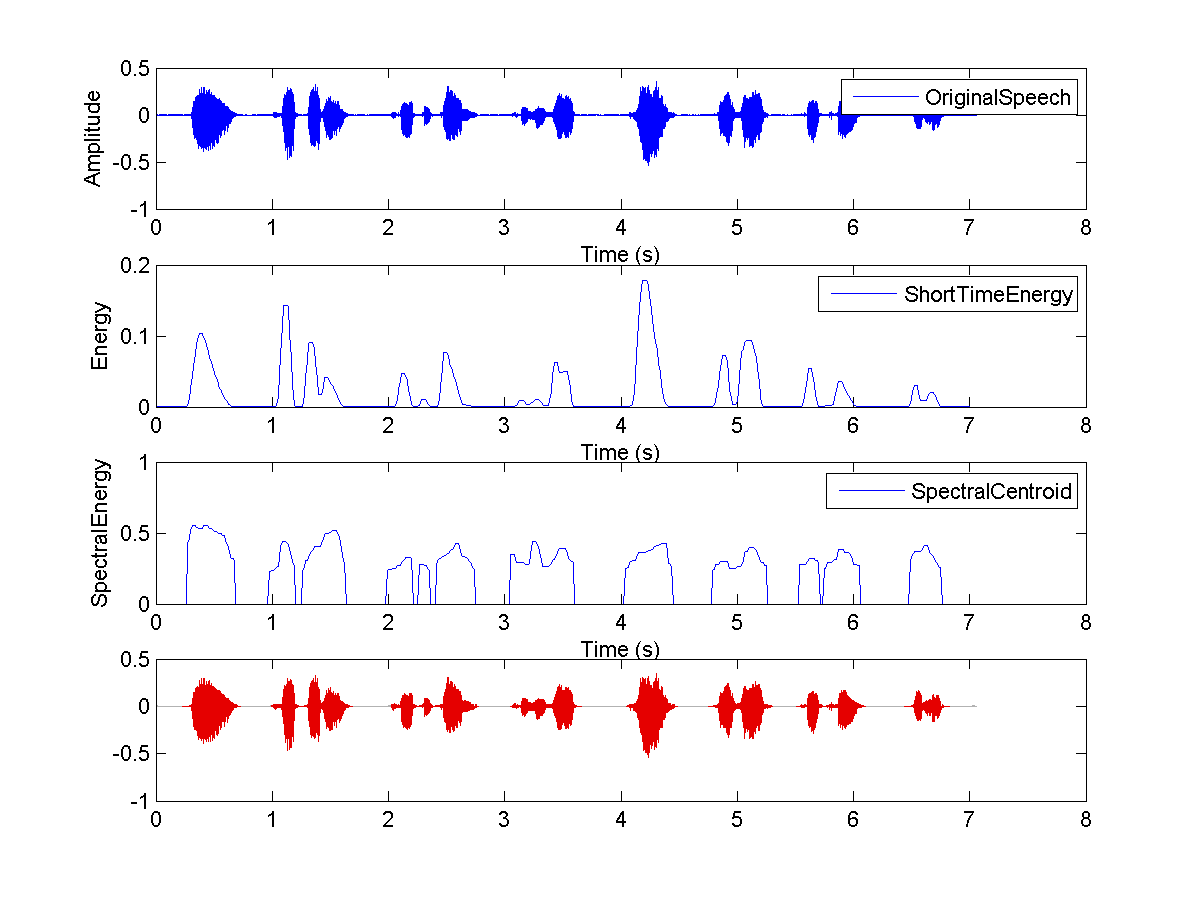 0.5
0
-0.5
-1
Amplitude
OriginalSpeech
0 1 2 3 4 5 6 7 8
Time (s)
0.2
0.1
0
Energy
ShortTimeEnergy
0 1 2 3 4 5 6 7 8
Time (s)
1
0.5
0
SpectralEnergy
SpectralCentroid
0 1 2 3 4 5 6 7 8
Time (s)
0.5
0
-0.5
-1
0 1 2 3 4 5 6 7 8